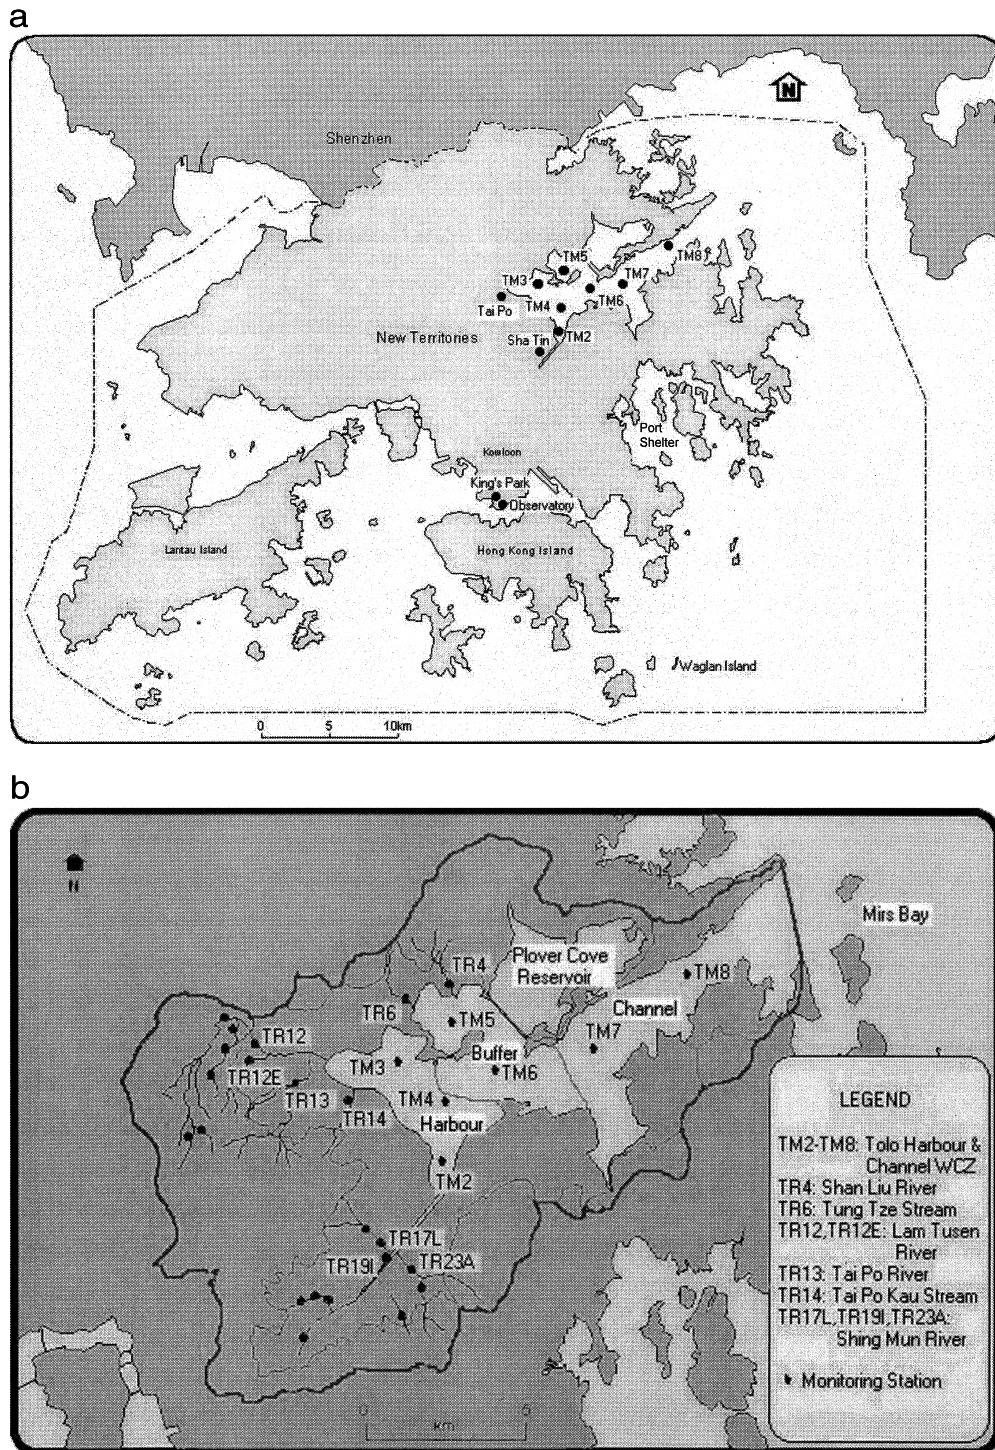 a
N
Shenzhen
TM5
TM8
TM3
TM7
Tai Po
TM4
TM6
New Territories
Sha Tin
TM2
Port
Shelter
Kowloon
King's Park
Observatory
Lantau Island
Hong Kong Island
Waglan Island
0 5 10km
b
N
Mirs Bay
Plover Cove
Reservoir
TR4
TM8
TR6
Channel
TM5
TR12
TM7
Buffer
TM3
TM6
TR12E
TR13
TM4
TR14
Harbour
TM2
TR17L
TR19I
TR23A
LEGEND
TM2-TM8: Tolo Harbour &
Channel WCZ
TR4: Shan Liu River
TR6: Tung Tze Stream
TR12,TR12E: Lam Tusen
River
TR13: Tai Po River
TR14: Tai Po Kau Stream
TR17L,TR19I,TR23A:
Shing Mun River
Monitoring Station
0 5
km